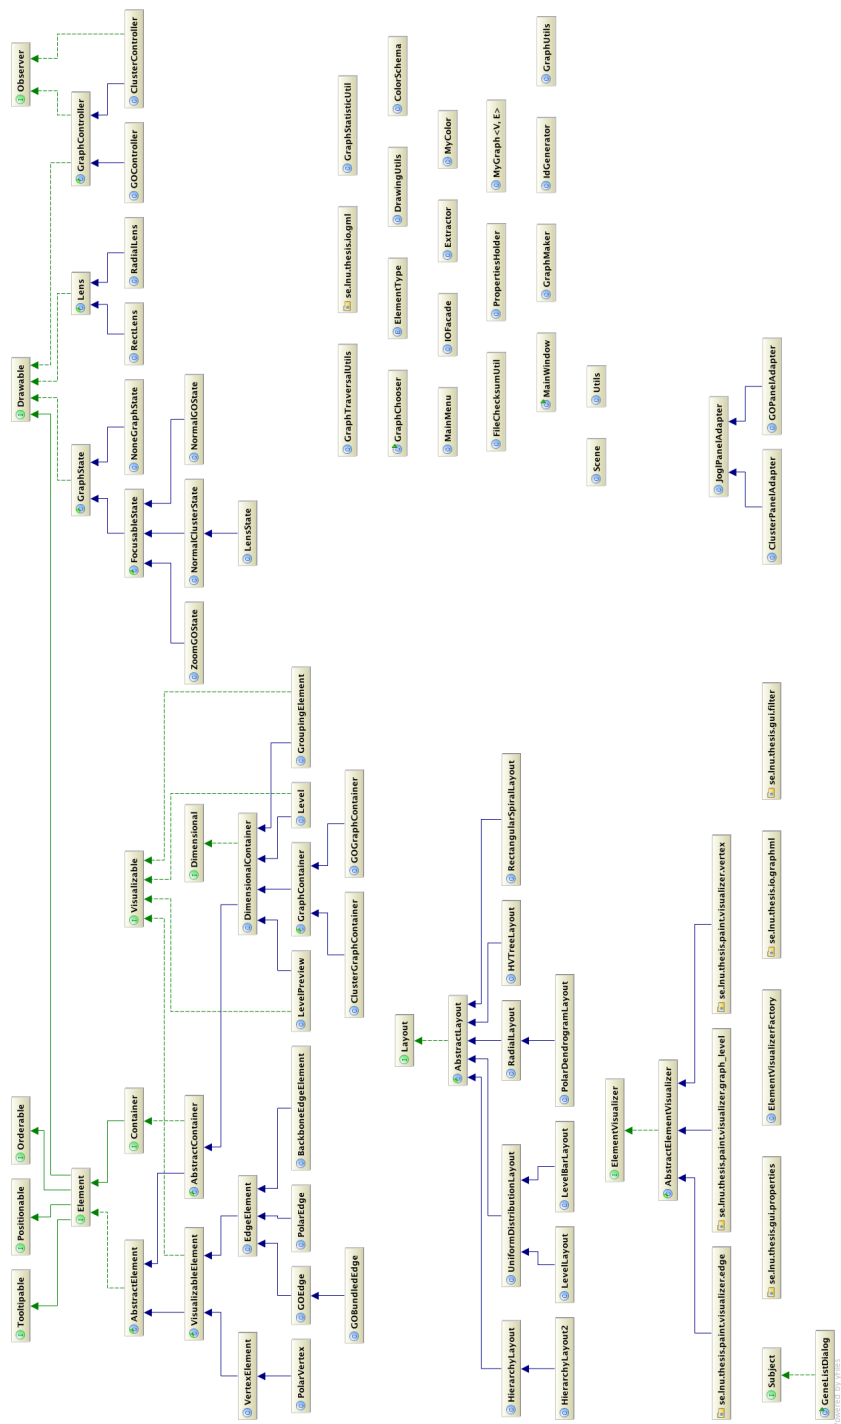 Tooltipable
Positionable
Orderable
Drawable
Observer
Element
GraphState
Lens
GraphController
AbstractElement
Container
Visualizable
FocusableState
NoneGraphState
RectLens
RadialLens
GOController
ClusterController
VisualizableElement
AbstractContainer
Dimensional
ZoomGOState
NormalClusterState
NormalGOState
VertexElement
EdgeElement
DimensionalContainer
LensState
PolarVertex
GOEdge
PolarEdge
BackboneEdgeElement
LevelPreview
GraphContainer
Level
GroupingElement
GOBundledEdge
ClusterGraphContainer
GOGraphContainer
GraphTraversalUtils
se.lnu.thesis.io.gml
GraphStatisticUtil
Layout
GraphChooser
ElementType
DrawingUtils
ColorSchema
AbstractLayout
MainMenu
IOFacade
Extractor
MyColor
HierarchyLayout
UniformDistributionLayout
RadialLayout
HVTreeLayout
RectangularSpiralLayout
FileChecksumUtil
PropertiesHolder
MyGraph<V, E>
HierarchyLayout2
LevelLayout
LevelBarLayout
PolarDendrogramLayout
MainWindow
GraphMaker
IdGenerator
GraphUtils
ElementVisualizer
Scene
Utils
AbstractElementVisualizer
se.lnu.thesis.paint.visualizer.edge
se.lnu.thesis.paint.visualizer.graph_level
se.lnu.thesis.paint.visualizer.vertex
JoglPanelAdapter
Subject
se.lnu.thesis.gui.properties
ElementVisualizerFactory
se.lnu.thesis.io.graphml
se.lnu.thesis.gui.filter
ClusterPanelAdapter
GOPanelAdapter
GeneListDialog
Powered by yFiles